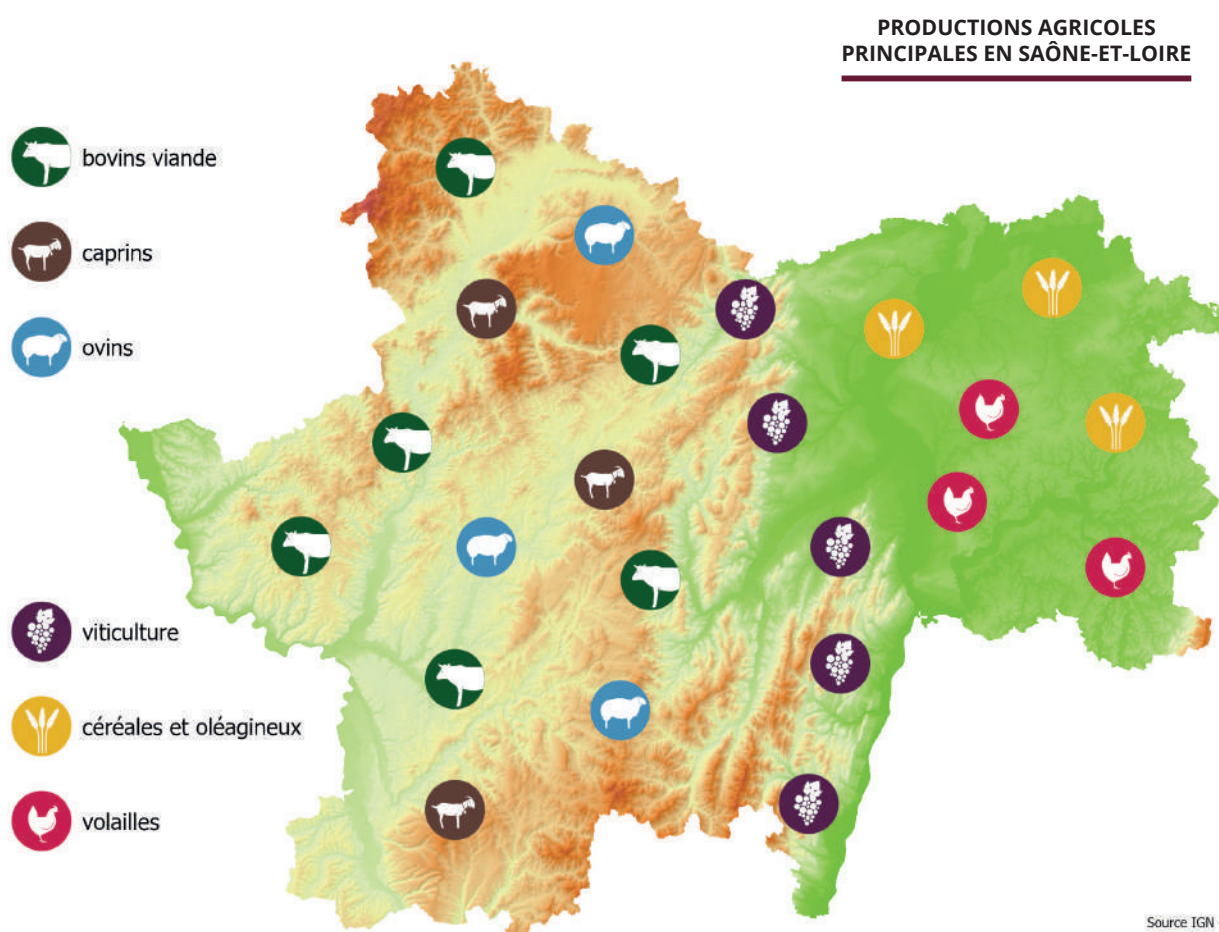 PRODUCTIONS AGRICOLES
PRINCIPALES EN SAÔNE-ET-LOIRE
bovins viande
caprins
ovins
viticulture
céréales et oléagineux
volailles
Source IGN